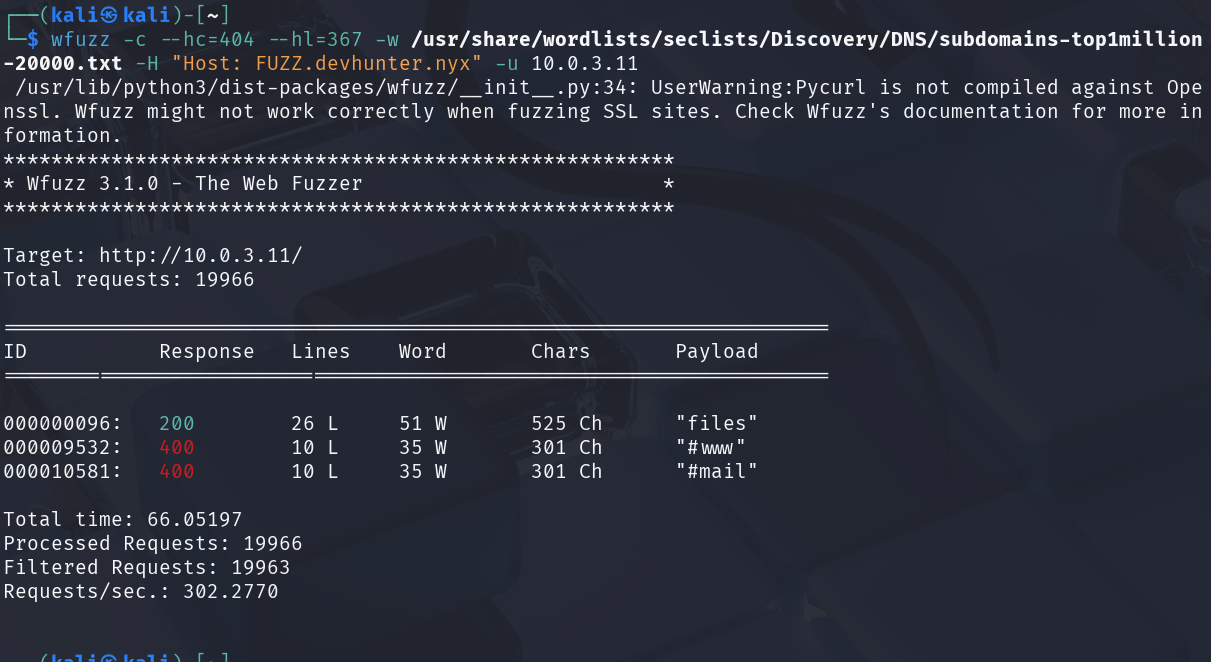 ┌──(kali㉿kali)-[~]
└─$ wfuzz -c --hc=404 --hl=367 -w /usr/share/wordlists/seclists/Discovery/DNS/subdomains-top1million
-20000.txt -H "Host: FUZZ.devhunter.nyx" -u 10.0.3.11
 /usr/lib/python3/dist-packages/wfuzz/__init__.py:34: UserWarning:Pycurl is not compiled against Ope
nssl. Wfuzz might not work correctly when fuzzing SSL sites. Check Wfuzz's documentation for more in
formation.
********************************************************
* Wfuzz 3.1.0 - The Web Fuzzer                         *
********************************************************

Target: http://10.0.3.11/
Total requests: 19966

=====================================================================
ID           Response   Lines    Word       Chars       Payload
=====================================================================

000000096:   200        26 L     51 W       525 Ch      "files"
000009532:   400        10 L     35 W       301 Ch      "#www"
000010581:   400        10 L     35 W       301 Ch      "#mail"

Total time: 66.05197
Processed Requests: 19966
Filtered Requests: 19963
Requests/sec.: 302.2770

┌──(kali㉿kali)-[~]